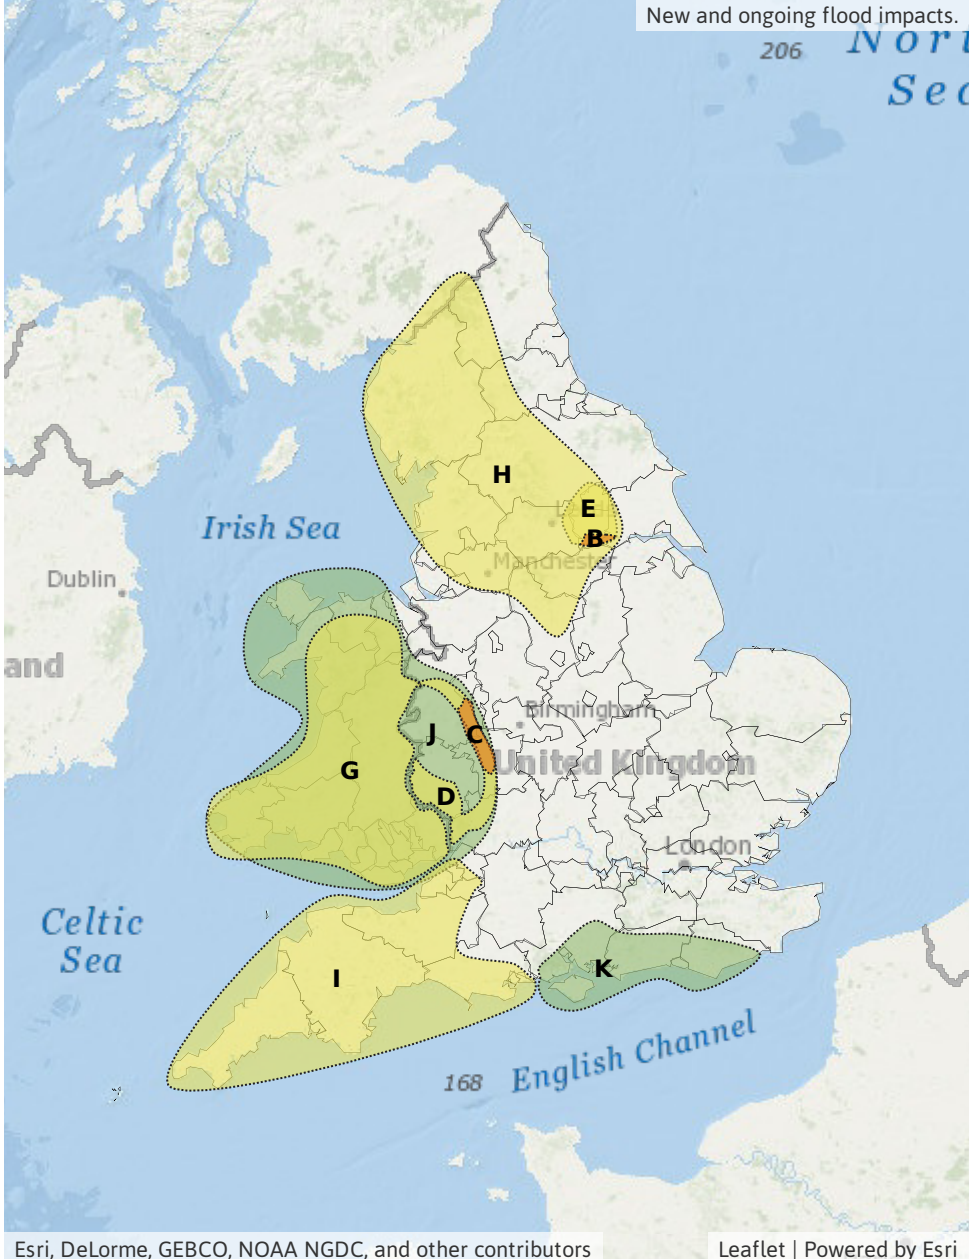 New and ongoing flood impacts.
206
Nort
Sea
H
E
L
B
Irish Sea
Manchester
Dublin
and
Birmingham
J
C
United Kingdom
G
D
London
Celtic
Sea
K
I
English Channel
168
Esri, DeLorme, GEBCO, NOAA NGDC, and other contributors
Leaflet | Powered by Esri